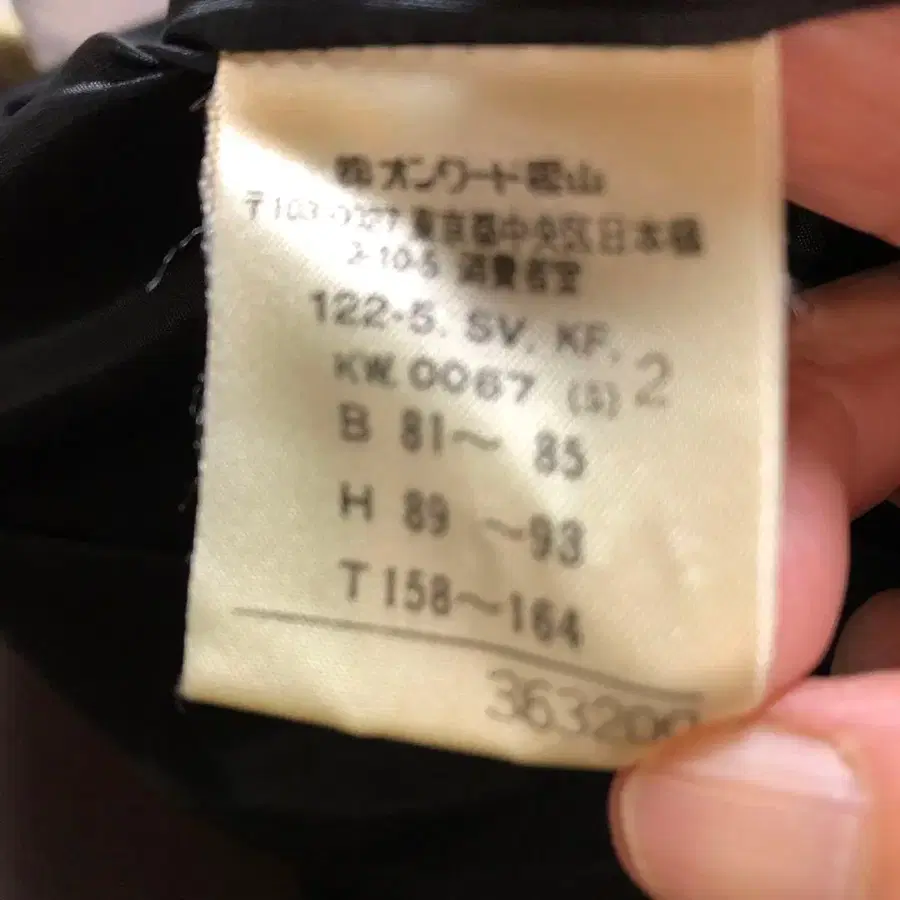 ㈱オンワード樫山
〒103-0027 東京都中央区日本橋
3-10-5 消費者室
122-5. SV. KF.
KW. 0067 (S) 2
B 81～ 85
H 89 ～93
T 158～164
363200